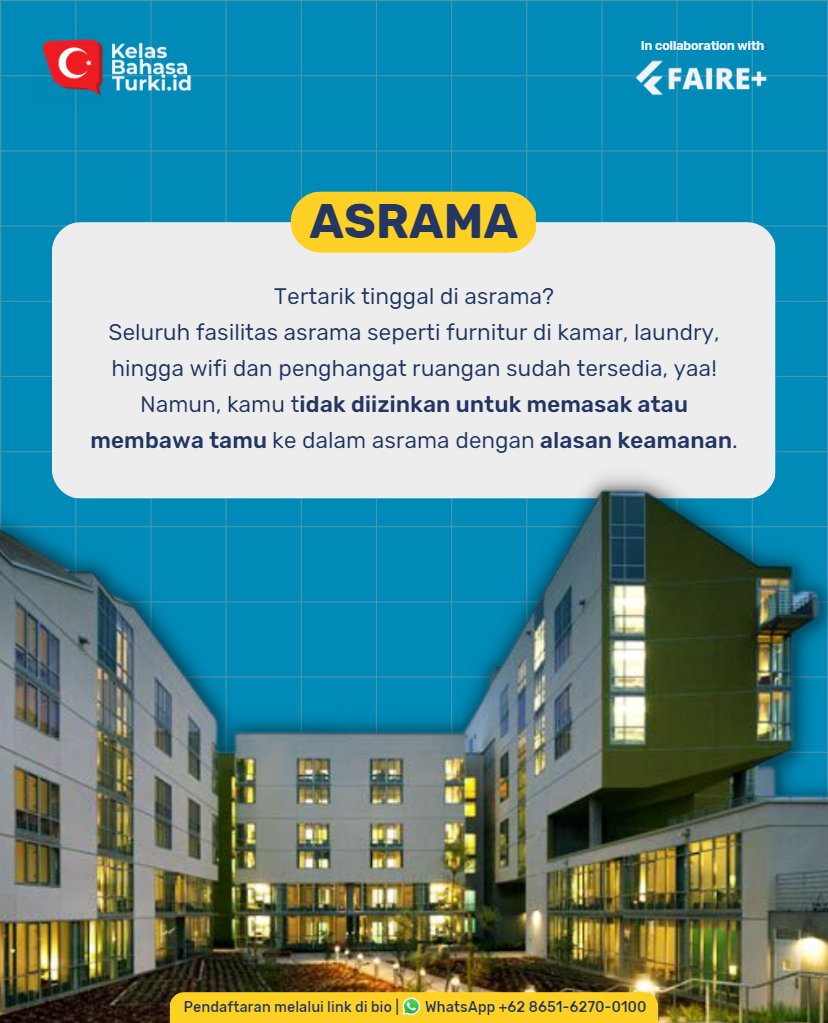 Kelas
Bahasa
Turki.id
In collaboration with
FAIRE+
ASRAMA
Tertarik tinggal di asrama?
Seluruh fasilitas asrama seperti furnitur di kamar, laundry,
hingga wifi dan penghangat ruangan sudah tersedia, yaa!
Namun, kamu tidak diizinkan untuk memasak atau
membawa tamu ke dalam asrama dengan alasan keamanan.
Pendaftaran melalui link di bio | WhatsApp +62 8651-6270-0100